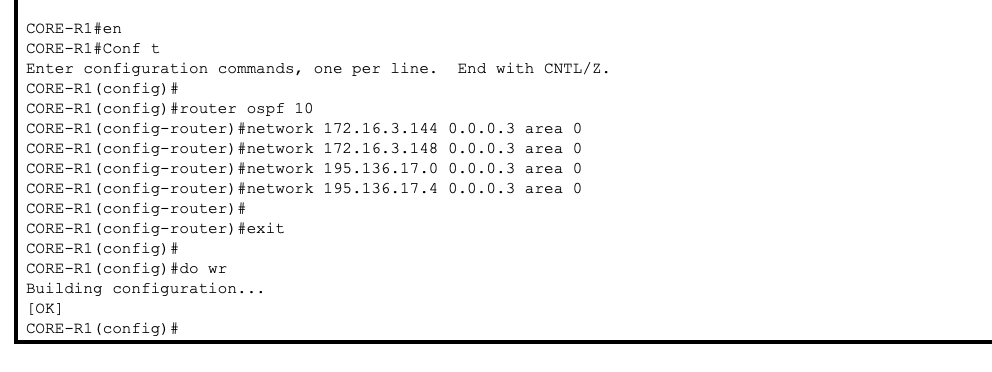 CORE-R1#en
CORE-R1#Conf t
Enter configuration commands, one per line.  End with CNTL/Z.
CORE-R1(config)#
CORE-R1(config)#router ospf 10
CORE-R1(config-router)#network 172.16.3.144 0.0.0.3 area 0
CORE-R1(config-router)#network 172.16.3.148 0.0.0.3 area 0
CORE-R1(config-router)#network 195.136.17.0 0.0.0.3 area 0
CORE-R1(config-router)#network 195.136.17.4 0.0.0.3 area 0
CORE-R1(config-router)#
CORE-R1(config-router)#exit
CORE-R1(config)#
CORE-R1(config)#do wr
Building configuration...
[OK]
CORE-R1(config)#